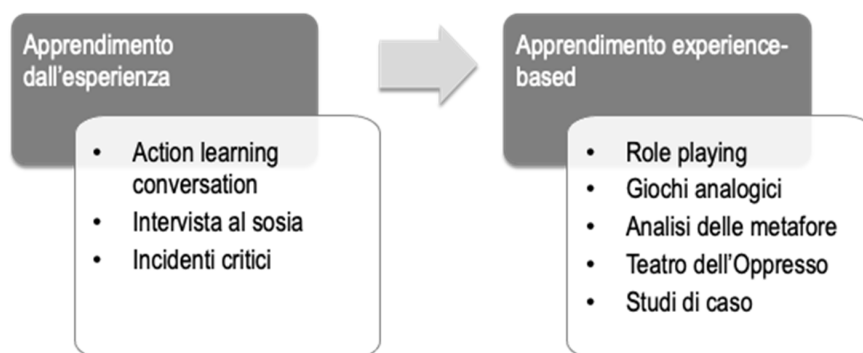 Apprendimento
dall'esperienza
• Action learning
conversation
• Intervista al sosia
• Incidenti critici
Apprendimento experience-
based
• Role playing
• Giochi analogici
• Analisi delle metafore
• Teatro dell'Oppresso
• Studi di caso